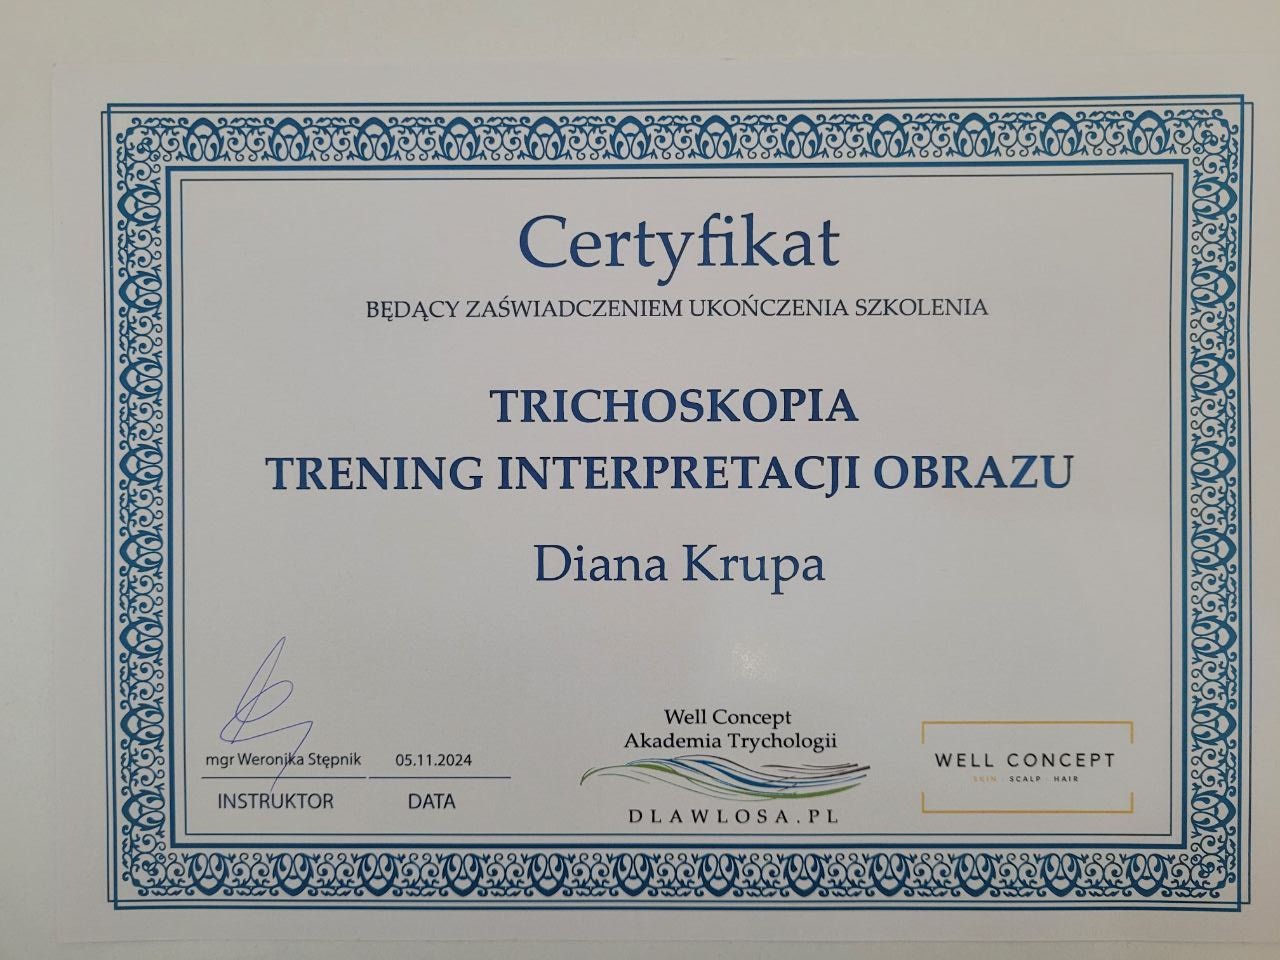 Certyfikat
BĘDĄCY ZAŚWIADCZENIEM UKOŃCZENIA SZKOLENIA
TRICHOSKOPIA
TRENING INTERPRETACJI OBRAZU
Diana Krupa
mgr Weronika Stępnik
05.11.2024
INSTRUKTOR
DATA
Well Concept
Akademia Trychologii
DLAWLOSA.PL
WELL CONCEPT
SKIN · SCALP · HAIR